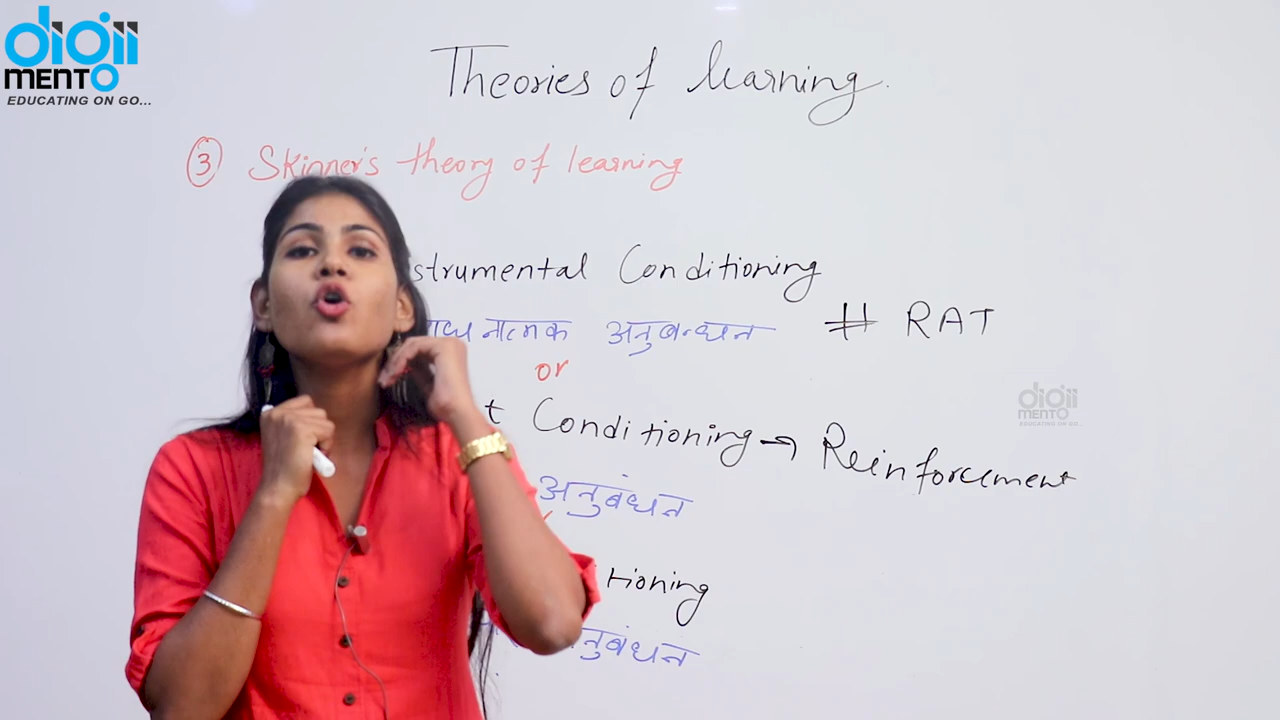 digii
MENTO
EDUCATING ON GO...
Theories of learning.
③ Skinner's theory of learning
strumental Conditioning
नात्मक अनुबन्धन # RAT
or
t Conditioning → Reinforcement
अनुबंधन
digii
MENTO
EDUCATING ON GO...
tioning
नुबंधन